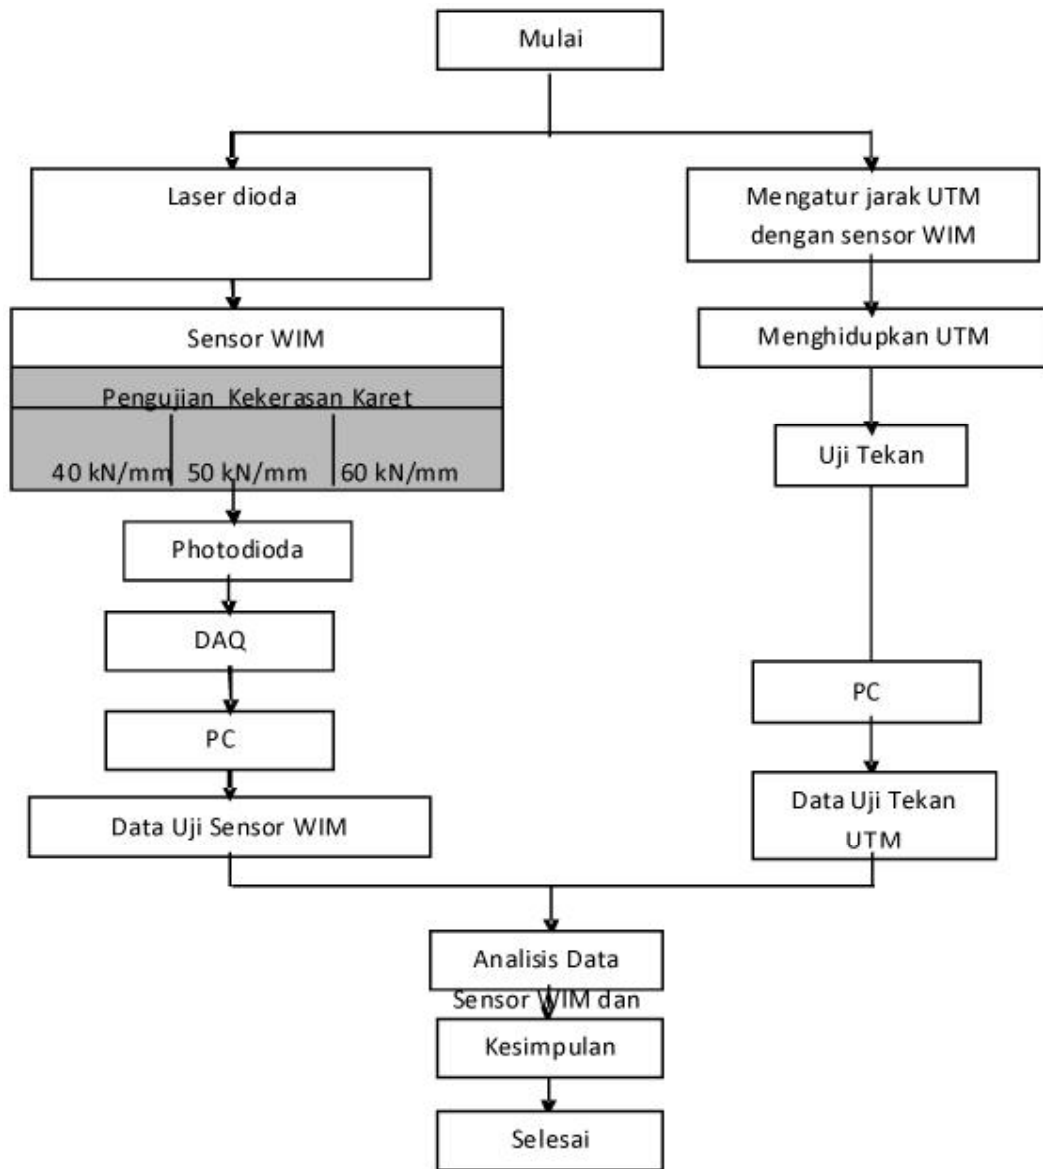 Mulai
Laser dioda
Sensor WIM
Pengujian Kekerasan Karet
40 kN/mm
50 kN/mm
60 kN/mm
Photodioda
DAQ
PC
Data Uji Sensor WIM
Mengatur jarak UTM
dengan sensor WIM
Menghidupkan UTM
Uji Tekan
PC
Data Uji Tekan
UTM
Analisis Data
Sensor WIM dan
Kesimpulan
Selesai